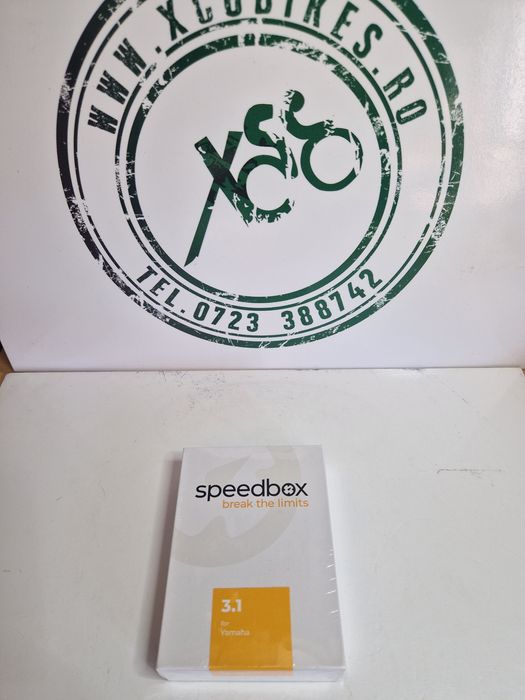 WWW.XCOBIKES.RO
XCO
TEL. 0723 388742
speedbox
break the limits
3.1
for
Yamaha